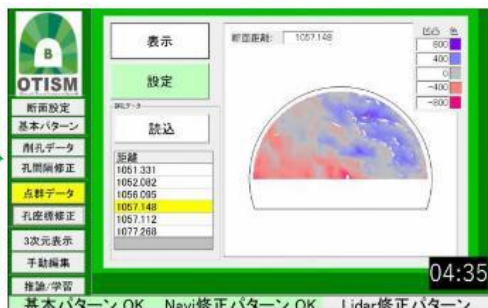 B
OTISM
断面設定
基本パターン
削孔データ
孔間隔修正
点群データ
孔座標修正
3次元表示
手動編集
推論/学習
表示
設定
読込
距離
1051.331
1052.082
1056.095
1057.148
1057.112
1077.268
断面距離: 1057.148
凹凸 色
800
400
0
-400
-800
04:35
基本パターン OK Navi修正パターン OK Lidar修正パターン